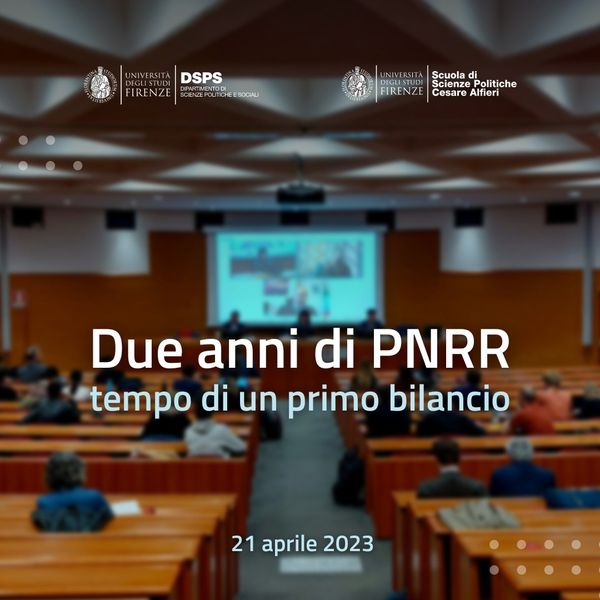 UNIVERSITÀ
DEGLI STUDI
FIRENZE
DSPS
DIPARTIMENTO DI
SCIENZE POLITICHE E SOCIALI
UNIVERSITÀ
DEGLI STUDI
FIRENZE
Scuola di
Scienze Politiche
Cesare Alfieri
Due anni di PNRR
tempo di un primo bilancio
21 aprile 2023